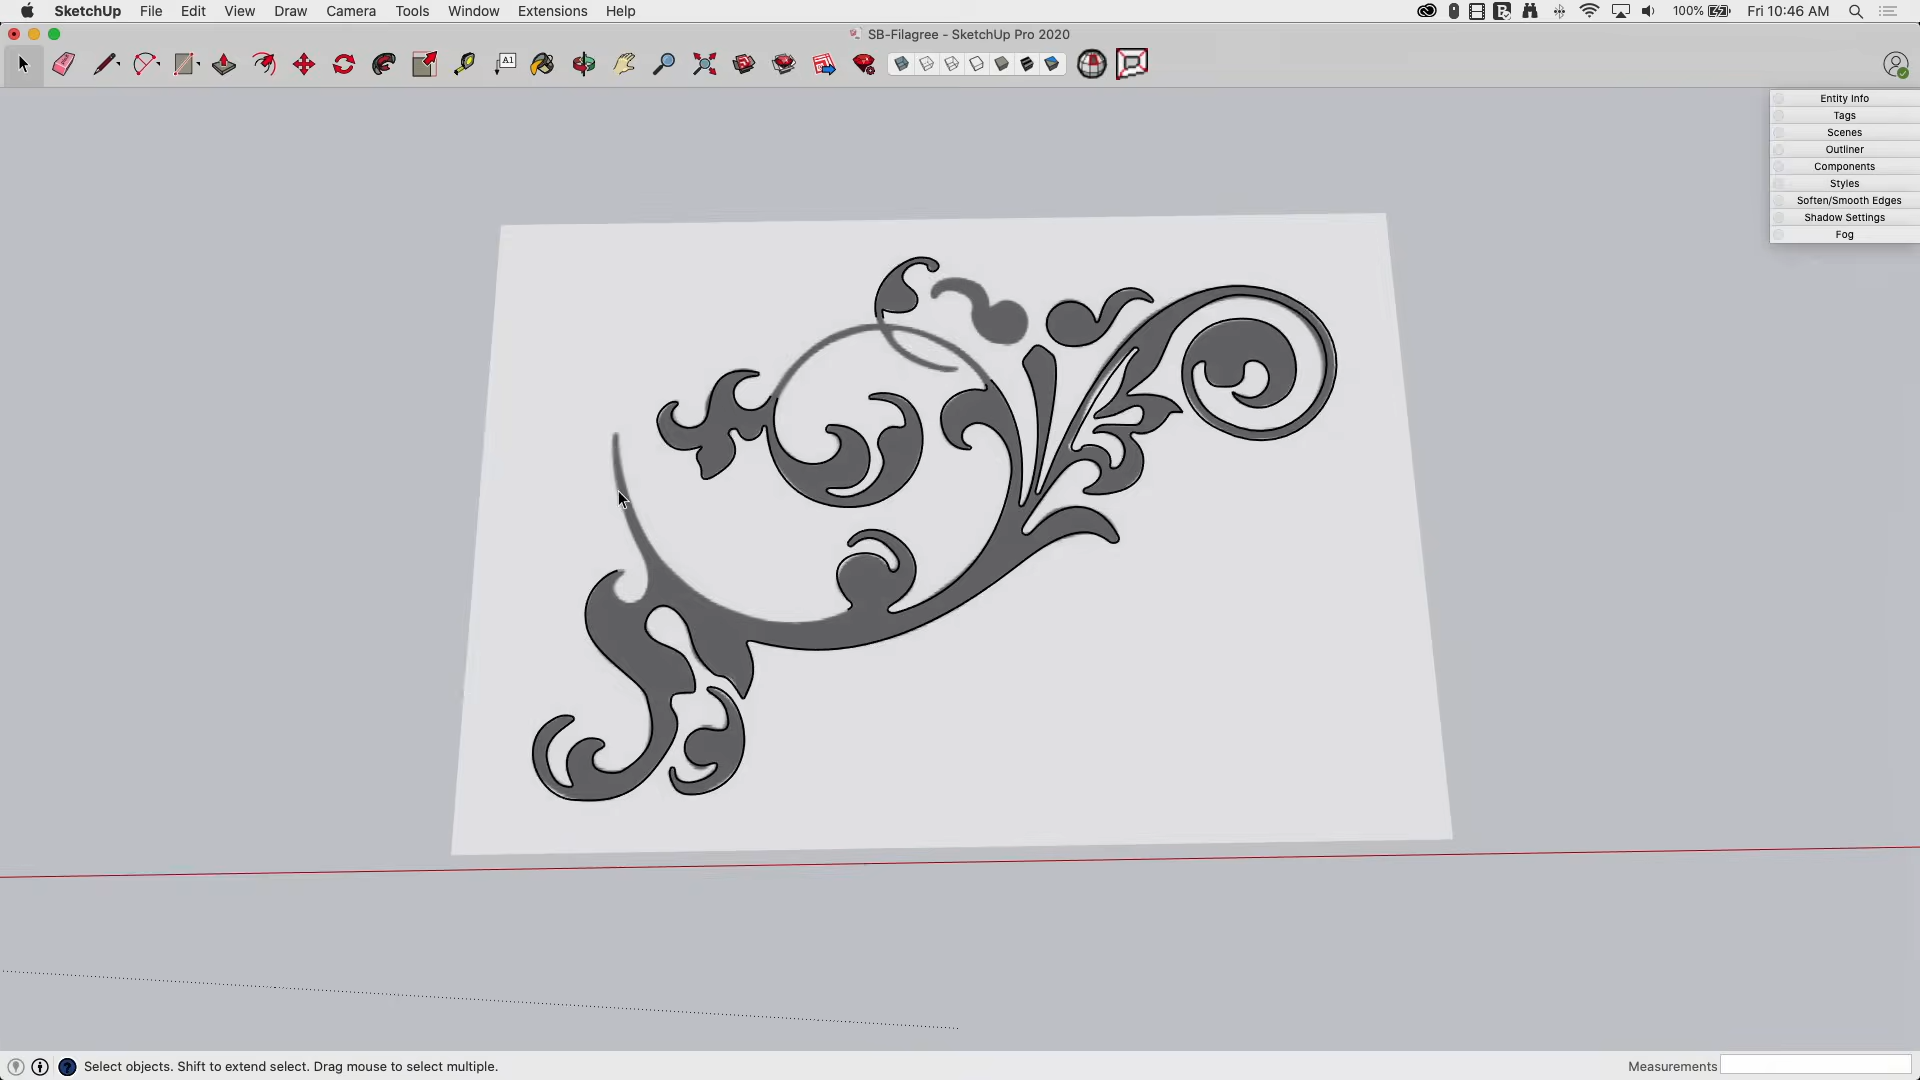 SketchUp File Edit View Draw Camera Tools Window Extensions Help 100% Fri 10:46 AM
SB-Filagree - SketchUp Pro 2020
A1
Entity Info
Tags
Scenes
Outliner
Components
Styles
Soften/Smooth Edges
Shadow Settings
Fog
Select objects. Shift to extend select. Drag mouse to select multiple.
Measurements